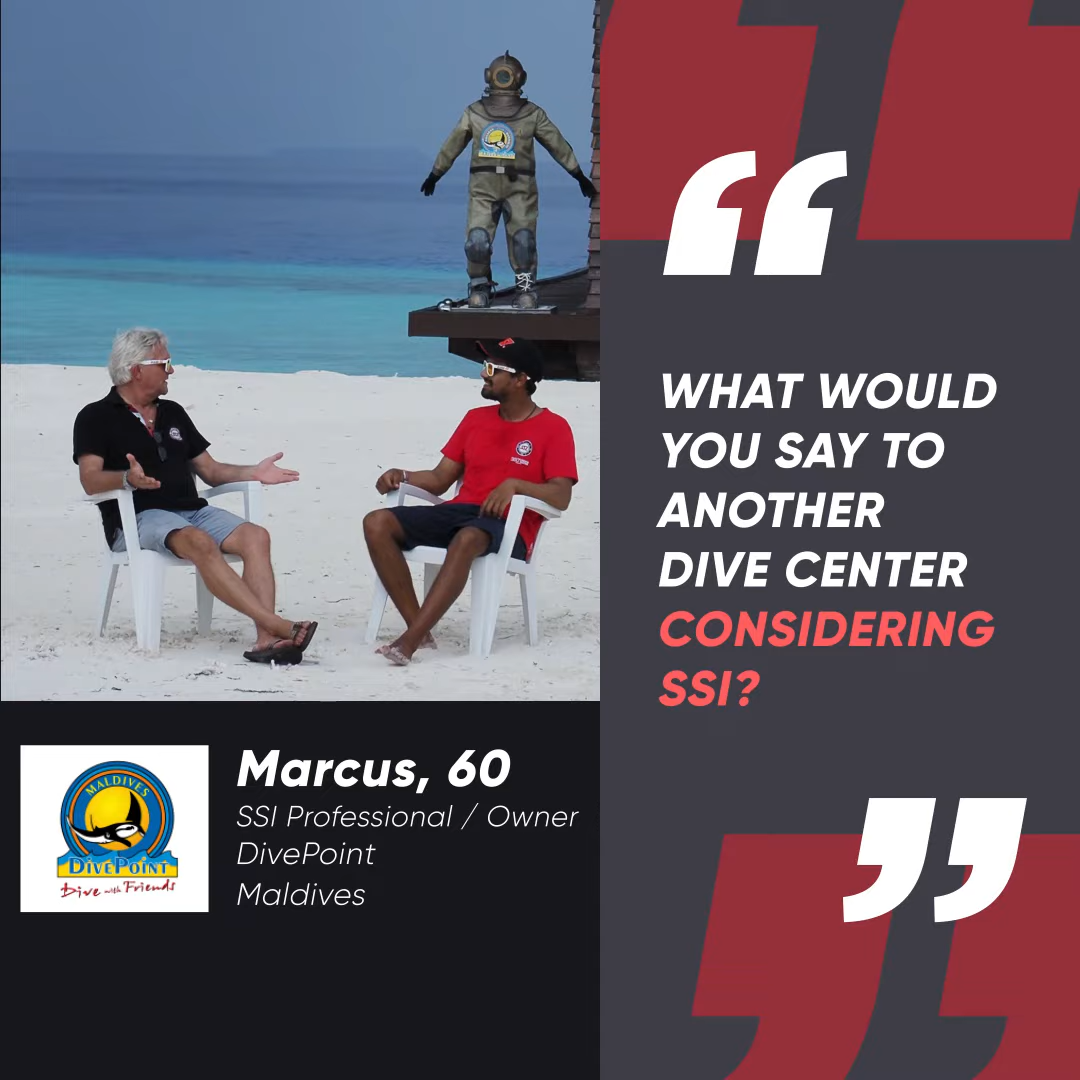 WHAT WOULD
YOU SAY TO
ANOTHER
DIVE CENTER
CONSIDERING
SSI?
Marcus, 60
SSI Professional / Owner
DivePoint
Maldives
MALDIVES
DIVEPOINT
Dive with Friends